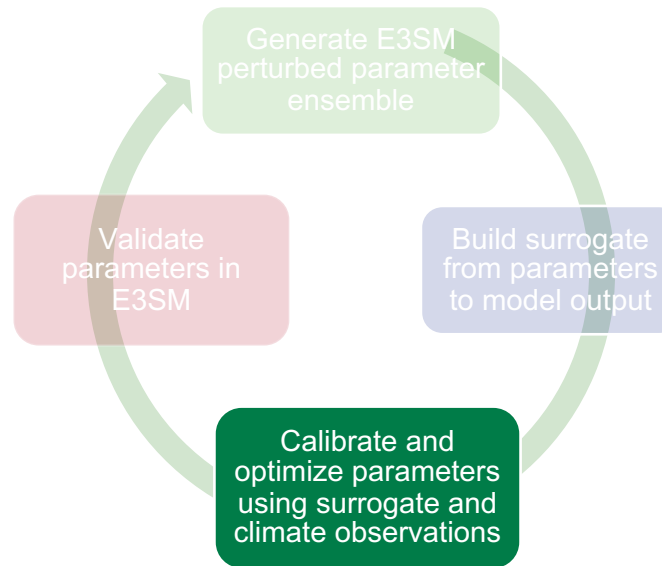 Generate E3SM
perturbed parameter
ensemble
Validate
parameters in
E3SM
Build surrogate
from parameters
to model output
Calibrate and
optimize parameters
using surrogate and
climate observations